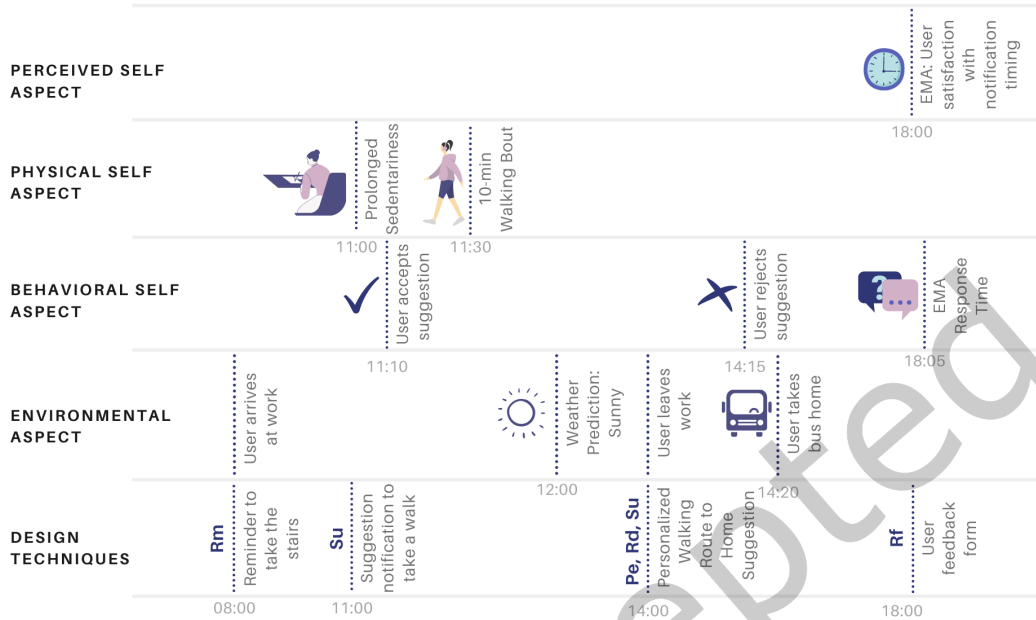 PERCEIVED SELF
ASPECT
EMA: User
satisfaction
with
notification
timing
18:00
PHYSICAL SELF
ASPECT
Prolonged
Sedentariness
11:00
10-min
Walking Bout
11:30
BEHAVIORAL SELF
ASPECT
User accepts
suggestion
11:10
User rejects
suggestion
14:15
?
EMA
Response
Time
18:05
ENVIRONMENTAL
ASPECT
User arrives
at work
Weather
Prediction:
Sunny
12:00
User leaves
work
User takes
bus home
14:20
DESIGN
TECHNIQUES
Rm
Reminder to
take the
stairs
08:00
Su
Suggestion
notification to
take a walk
11:00
Pe, Rd, Su
Personalized
Walking
Route to
Home
Suggestion
14:00
Rf
User
feedback
form
18:00
epted